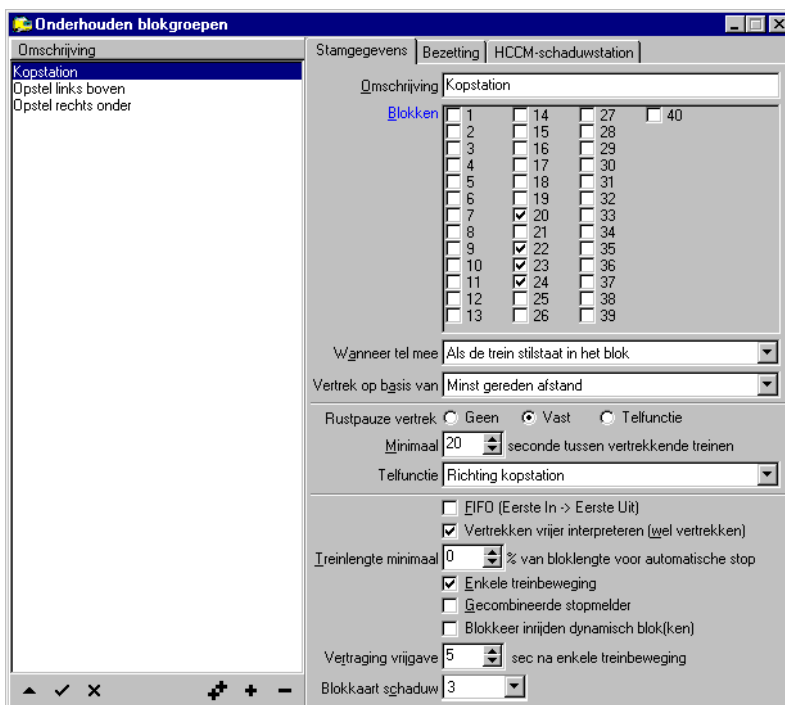 Onderhouden blokgroepen
Omschrijving
Kopstation
Opstel links boven
Opstel rechts onder
Stamgegevens Bezetting HCCM-schaduwstation
Omschrijving Kopstation
Blokken 1 14 27 40
2 15 28
3 16 29
4 17 30
5 18 31
6 19 32
7 20 33
8 21 34
9 22 35
10 23 36
11 24 37
12 25 38
13 26 39
Wanneer tel mee Als de trein stilstaat in het blok
Vertrek op basis van Minst gereden afstand
Rustpauze vertrek Geen Vast Telfunctie
Minimaal 20 seconde tussen vertrekkende treinen
Telfunctie Richting kopstation
FIFO (Eerste In -> Eerste Uit)
Vertrekken vrijer interpreteren (wel vertrekken)
Treinlengte minimaal 0 % van bloklengte voor automatische stop
Enkele treinbeweging
Gecombineerde stopmelder
Blokkeer inrijden dynamisch blok(ken)
Vertraging vrijgave 5 sec na enkele treinbeweging
Blokkaart schaduw 3